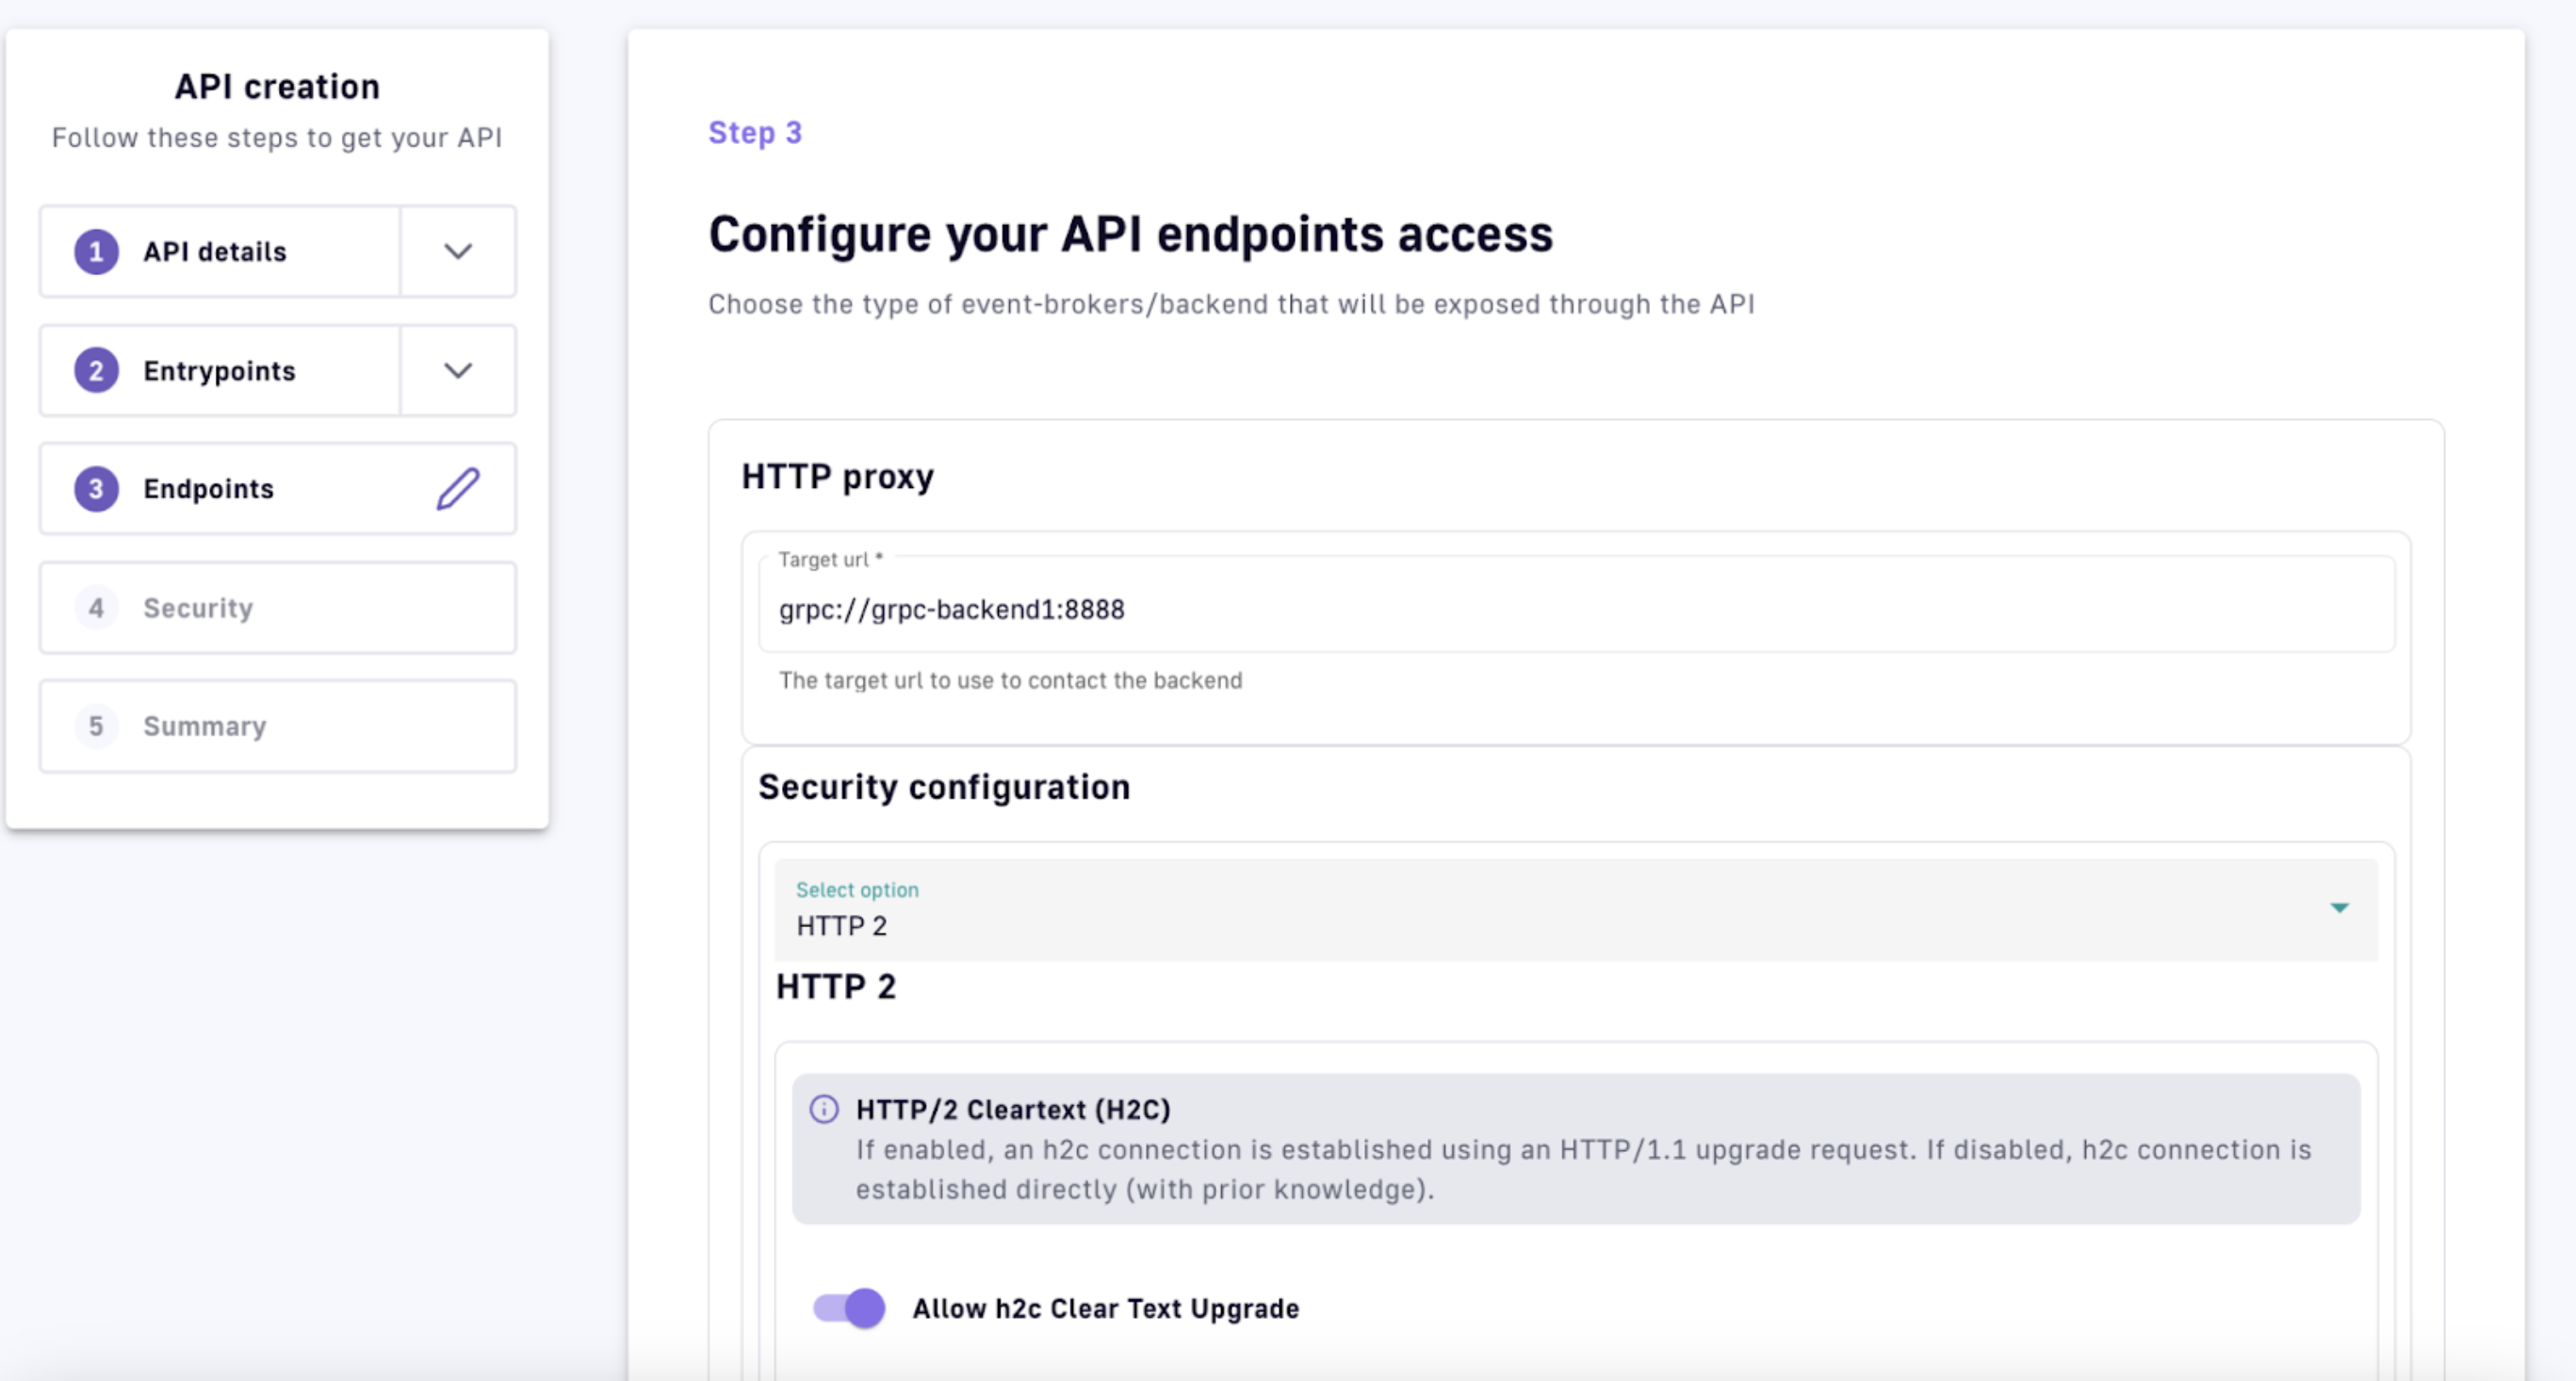 API creation
Follow these steps to get your API
1 API details
2 Entrypoints
3 Endpoints
4 Security
5 Summary
Step 3
Configure your API endpoints access
Choose the type of event-brokers/backend that will be exposed through the API
HTTP proxy
Target url *
grpc://grpc-backend1:8888
The target url to use to contact the backend
Security configuration
Select option
HTTP 2
HTTP 2
HTTP/2 Cleartext (H2C)
If enabled, an h2c connection is established using an HTTP/1.1 upgrade request. If disabled, h2c connection is
established directly (with prior knowledge).
Allow h2c Clear Text Upgrade